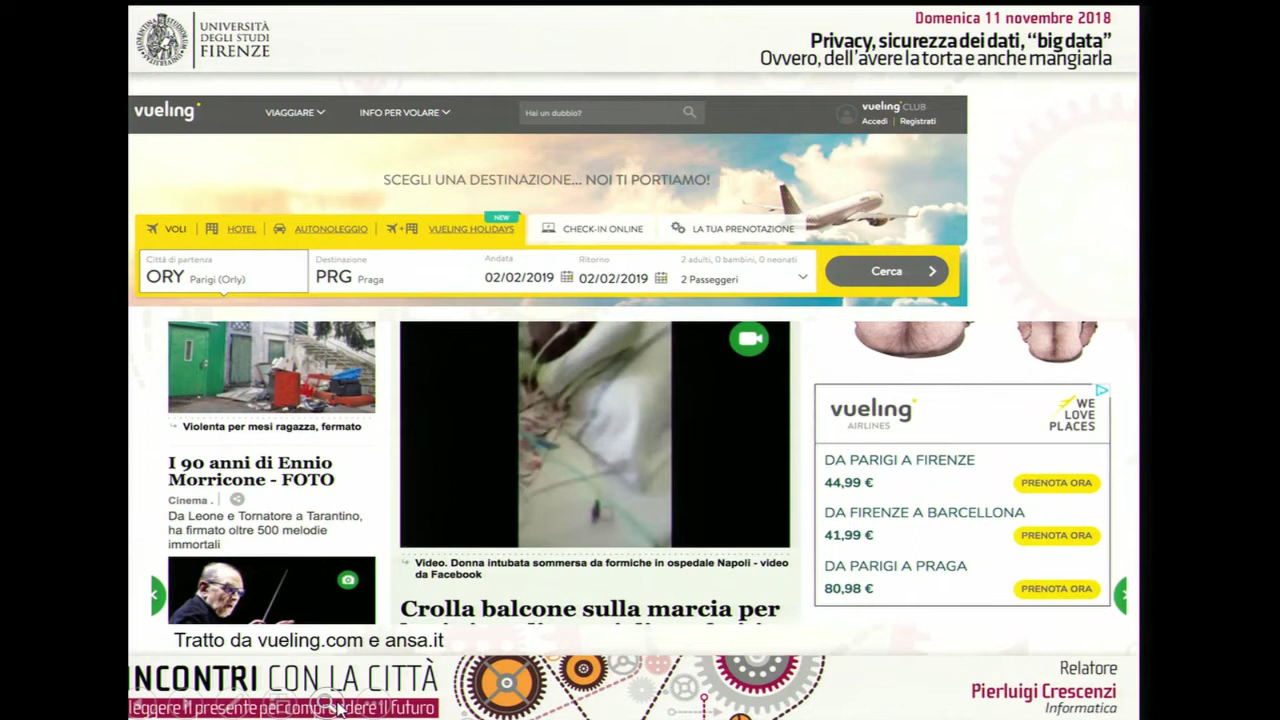 UNIVERSITÀ
DEGLI STUDI
FIRENZE
Domenica 11 novembre 2018
Privacy, sicurezza dei dati, “big data”
Ovvero, dell’avere la torta e anche mangiarla
vueling
VIAGGIARE
INFO PER VOLARE
Hai un dubbio?
vueling CLUB
Accedi | Registrati
SCEGLI UNA DESTINAZIONE... NOI TI PORTIAMO!
NEW
VOLI
HOTEL
AUTONOLEGGIO
VUELING HOLIDAYS
CHECK-IN ONLINE
LA TUA PRENOTAZIONE
Città di partenza
ORY Parigi (Orly)
Destinazione
PRG Praga
Andata
02/02/2019
Ritorno
02/02/2019
2 adulti, 0 bambini, 0 neonati
2 Passeggeri
Cerca
Violenta per mesi ragazza, fermato
I 90 anni di Ennio
Morricone - FOTO
Cinema .
Da Leone e Tornatore a Tarantino,
ha firmato oltre 500 melodie
immortali
Video. Donna intubata sommersa da formiche in ospedale Napoli - video
da Facebook
Crolla balcone sulla marcia per
vueling
AIRLINES
WE
LOVE
PLACES
DA PARIGI A FIRENZE
44,99 €
PRENOTA ORA
DA FIRENZE A BARCELLONA
41,99 €
PRENOTA ORA
DA PARIGI A PRAGA
80,98 €
PRENOTA ORA
Tratto da vueling.com e ansa.it
NCONTRI CON LA CITTÀ
leggere il presente per comprendere il futuro
Relatore
Pierluigi Crescenzi
Informatica